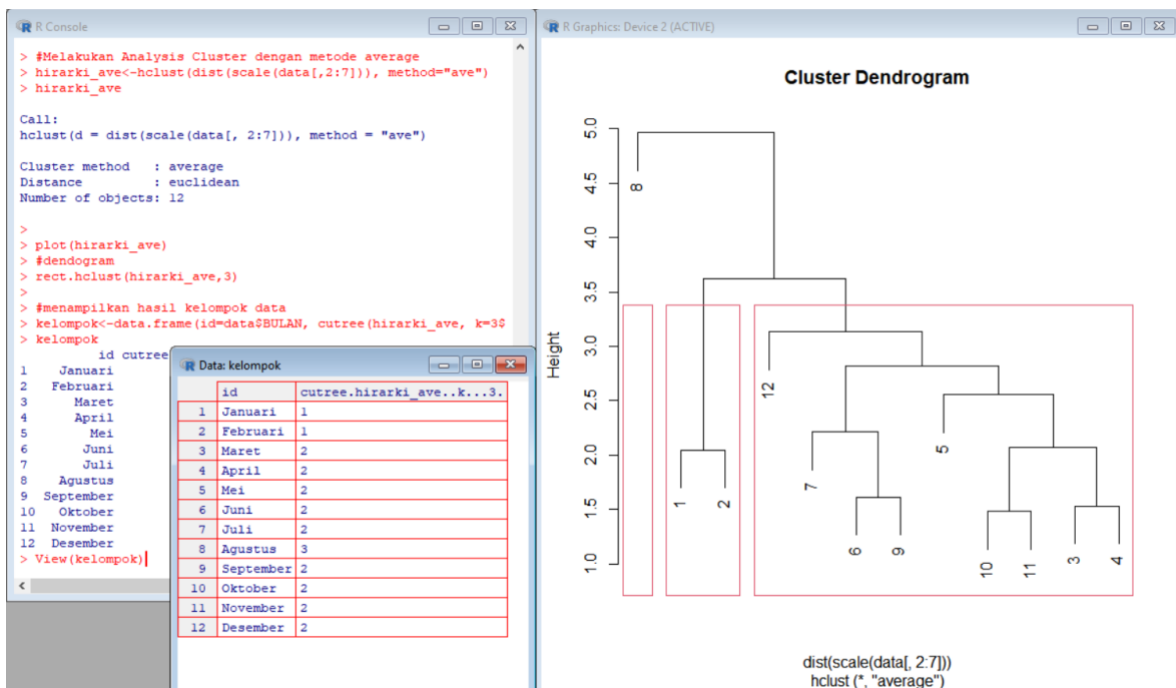 R Console
> #Melakukan Analysis Cluster dengan metode average
> hirarki_ave<-hclust(dist(scale(data[,2:7])), method="ave")
> hirarki_ave
Call:
hclust(d = dist(scale(data[, 2:7])), method = "ave")
Cluster method : average
Distance : euclidean
Number of objects: 12
>
> plot(hirarki_ave)
> #dendogram
> rect.hclust(hirarki_ave,3)
>
> #menampilkan hasil kelompok data
> kelompok<-data.frame(id=data$BULAN, cutree(hirarki_ave, k=3$
> kelompok
id cutree
1 Januari
2 Februari
3 Maret
4 April
5 Mei
6 Juni
7 Juli
8 Agustus
9 September
10 Oktober
11 November
12 Desember
> View(kelompok)
Data: kelompok
id cutree.hirarki_ave..k...3.
1 Januari 1
2 Februari 1
3 Maret 2
4 April 2
5 Mei 2
6 Juni 2
7 Juli 2
8 Agustus 3
9 September 2
10 Oktober 2
11 November 2
12 Desember 2
R Graphics: Device 2 (ACTIVE)
Cluster Dendrogram
Height
5.0
4.5
4.0
3.5
3.0
2.5
2.0
1.5
1.0
8
1
2
12
7
6
9
5
10
11
3
4
dist(scale(data[, 2:7]))
hclust (*, "average")